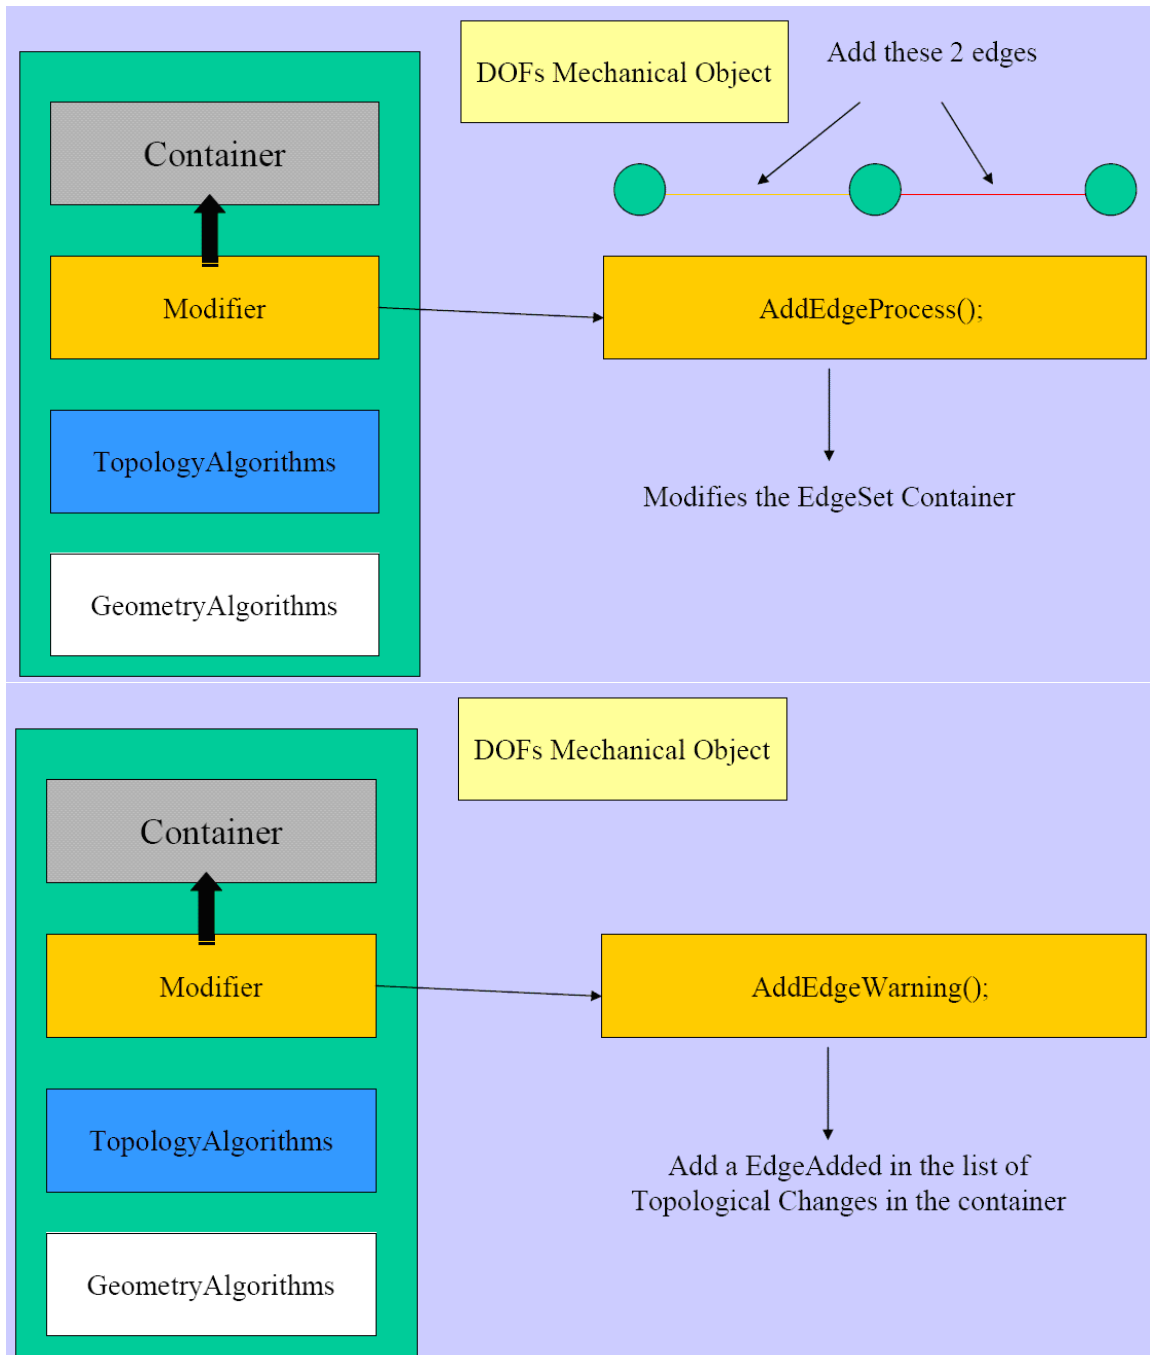 DOFs Mechanical Object
Add these 2 edges
Container
Modifier
AddEdgeProcess();
TopologyAlgorithms
Modifies the EdgeSet Container
GeometryAlgorithms
DOFs Mechanical Object
Container
Modifier
AddEdgeWarning();
TopologyAlgorithms
Add a EdgeAdded in the list of
Topological Changes in the container
GeometryAlgorithms